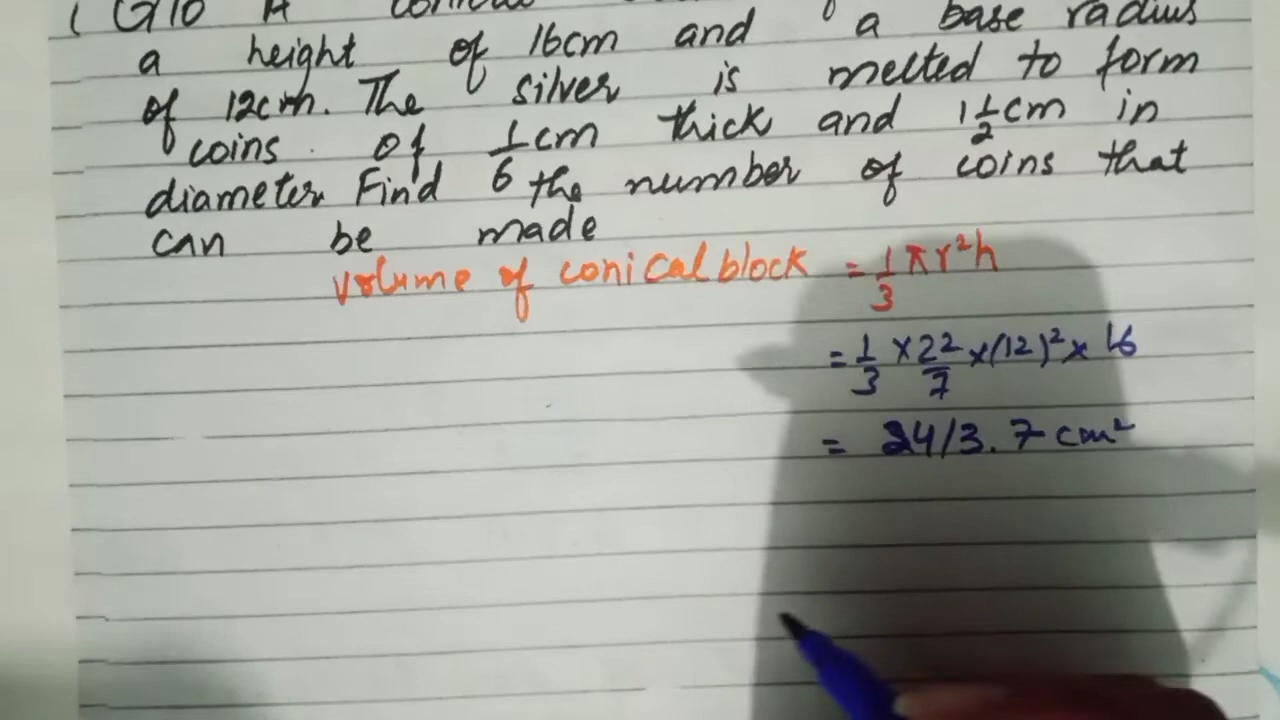 ( Q10 A
a height of 16cm and a base radius
of 12cm. The silver is melted to form
coins of 1/6 cm thick and 1 1/2 cm in
diameter. Find the number of coins that
can be made
volume of conical block = 1/3 πr²h
= 1/3 × 22/7 × (12)² × 16
= 2413.7 cm²